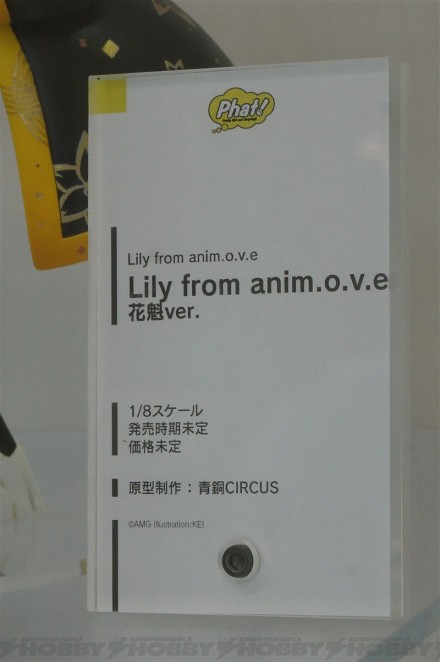 Phat!
Lily from anim.o.v.e
Lily from anim.o.v.e
花魁ver.
1/8スケール
発売時期未定
価格未定
原型制作：青銅CIRCUS
©AMG Illustration:KEI
HOBBY HOBBY HOBBY